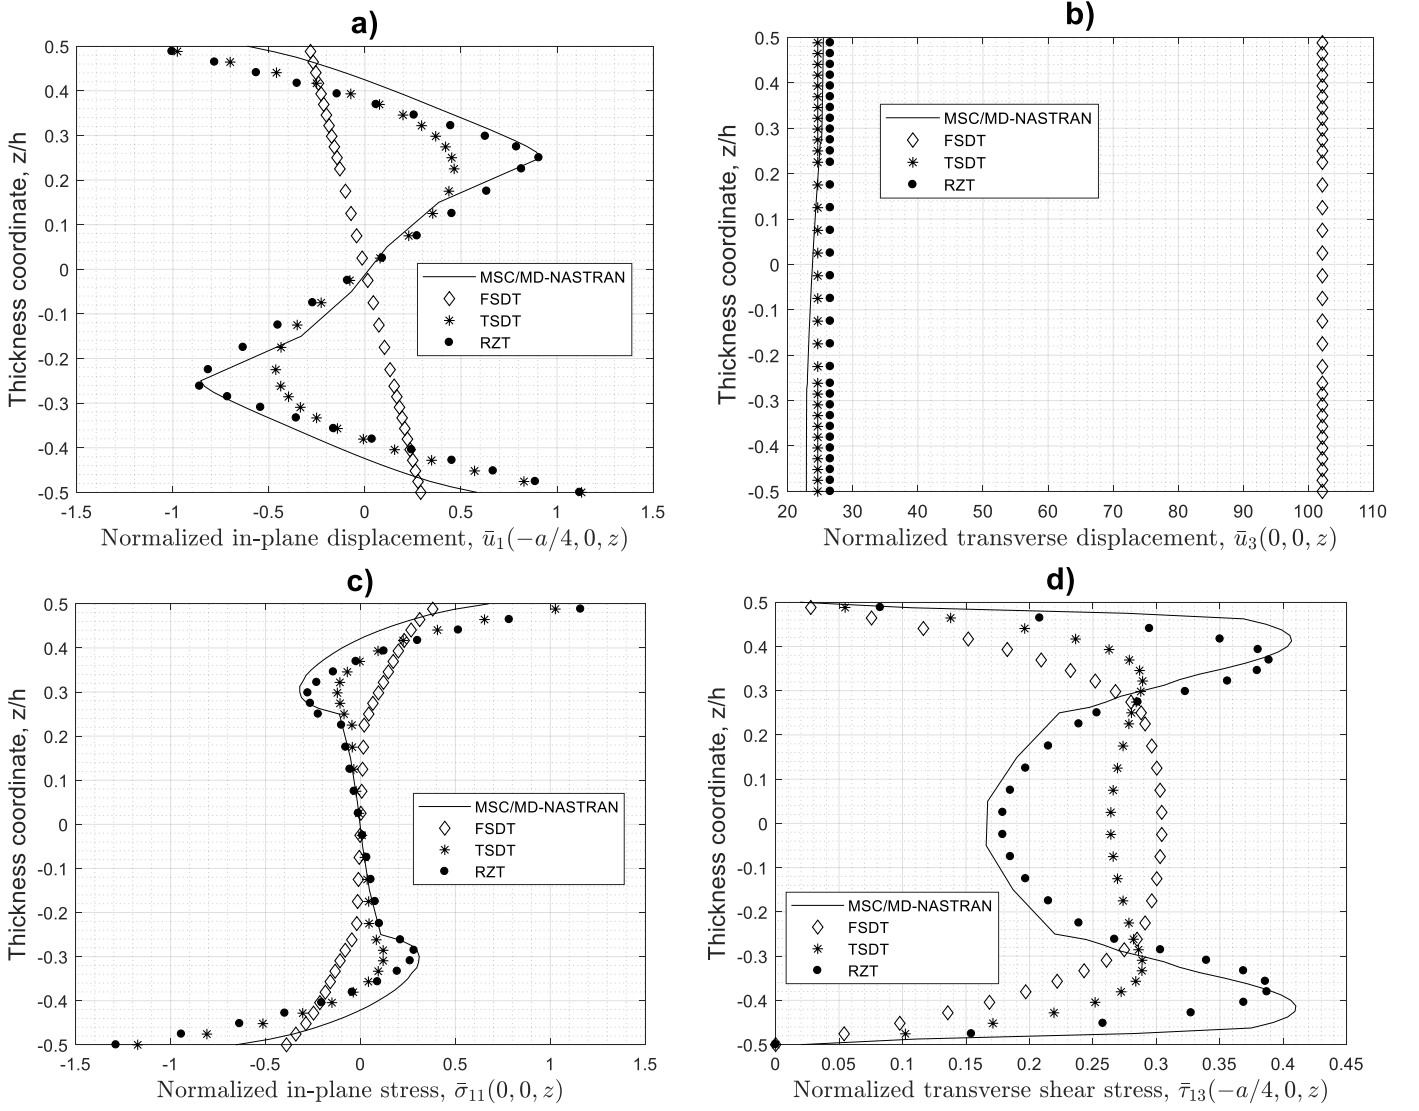 a)
0.5
0.4
0.3
0.2
0.1
0
-0.1
-0.2
-0.3
-0.4
-0.5
Thickness coordinate, z/h
MSC/MD-NASTRAN
FSDT
TSDT
RZT
-1.5 -1 -0.5 0 0.5 1 1.5
Normalized in-plane displacement, ū₁(−a/4, 0, z)
b)
0.5
0.4
0.3
0.2
0.1
0
-0.1
-0.2
-0.3
-0.4
-0.5
Thickness coordinate, z/h
MSC/MD-NASTRAN
FSDT
TSDT
RZT
20 30 40 50 60 70 80 90 100 110
Normalized transverse displacement, ū₃(0, 0, z)
c)
0.5
0.4
0.3
0.2
0.1
0
-0.1
-0.2
-0.3
-0.4
-0.5
Thickness coordinate, z/h
MSC/MD-NASTRAN
FSDT
TSDT
RZT
-1.5 -1 -0.5 0 0.5 1 1.5
Normalized in-plane stress, σ̄₁₁(0, 0, z)
d)
0.5
0.4
0.3
0.2
0.1
0
-0.1
-0.2
-0.3
-0.4
-0.5
Thickness coordinate, z/h
MSC/MD-NASTRAN
FSDT
TSDT
RZT
0 0.05 0.1 0.15 0.2 0.25 0.3 0.35 0.4 0.45
Normalized transverse shear stress, τ̄₁₃(−a/4, 0, z)